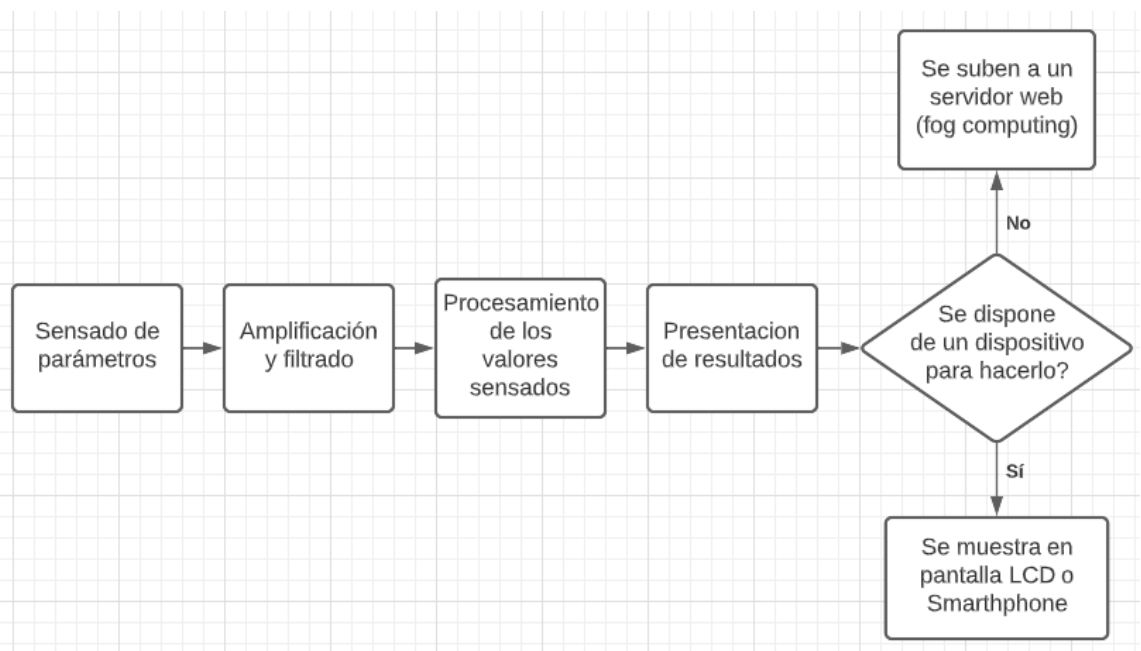 Sensado de
parámetros
Amplificación
y filtrado
Procesamiento
de los
valores
sensados
Presentacion
de resultados
Se dispone
de un dispositivo
para hacerlo?
No
Se suben a un
servidor web
(fog computing)
Sí
Se muestra en
pantalla LCD o
Smarthphone